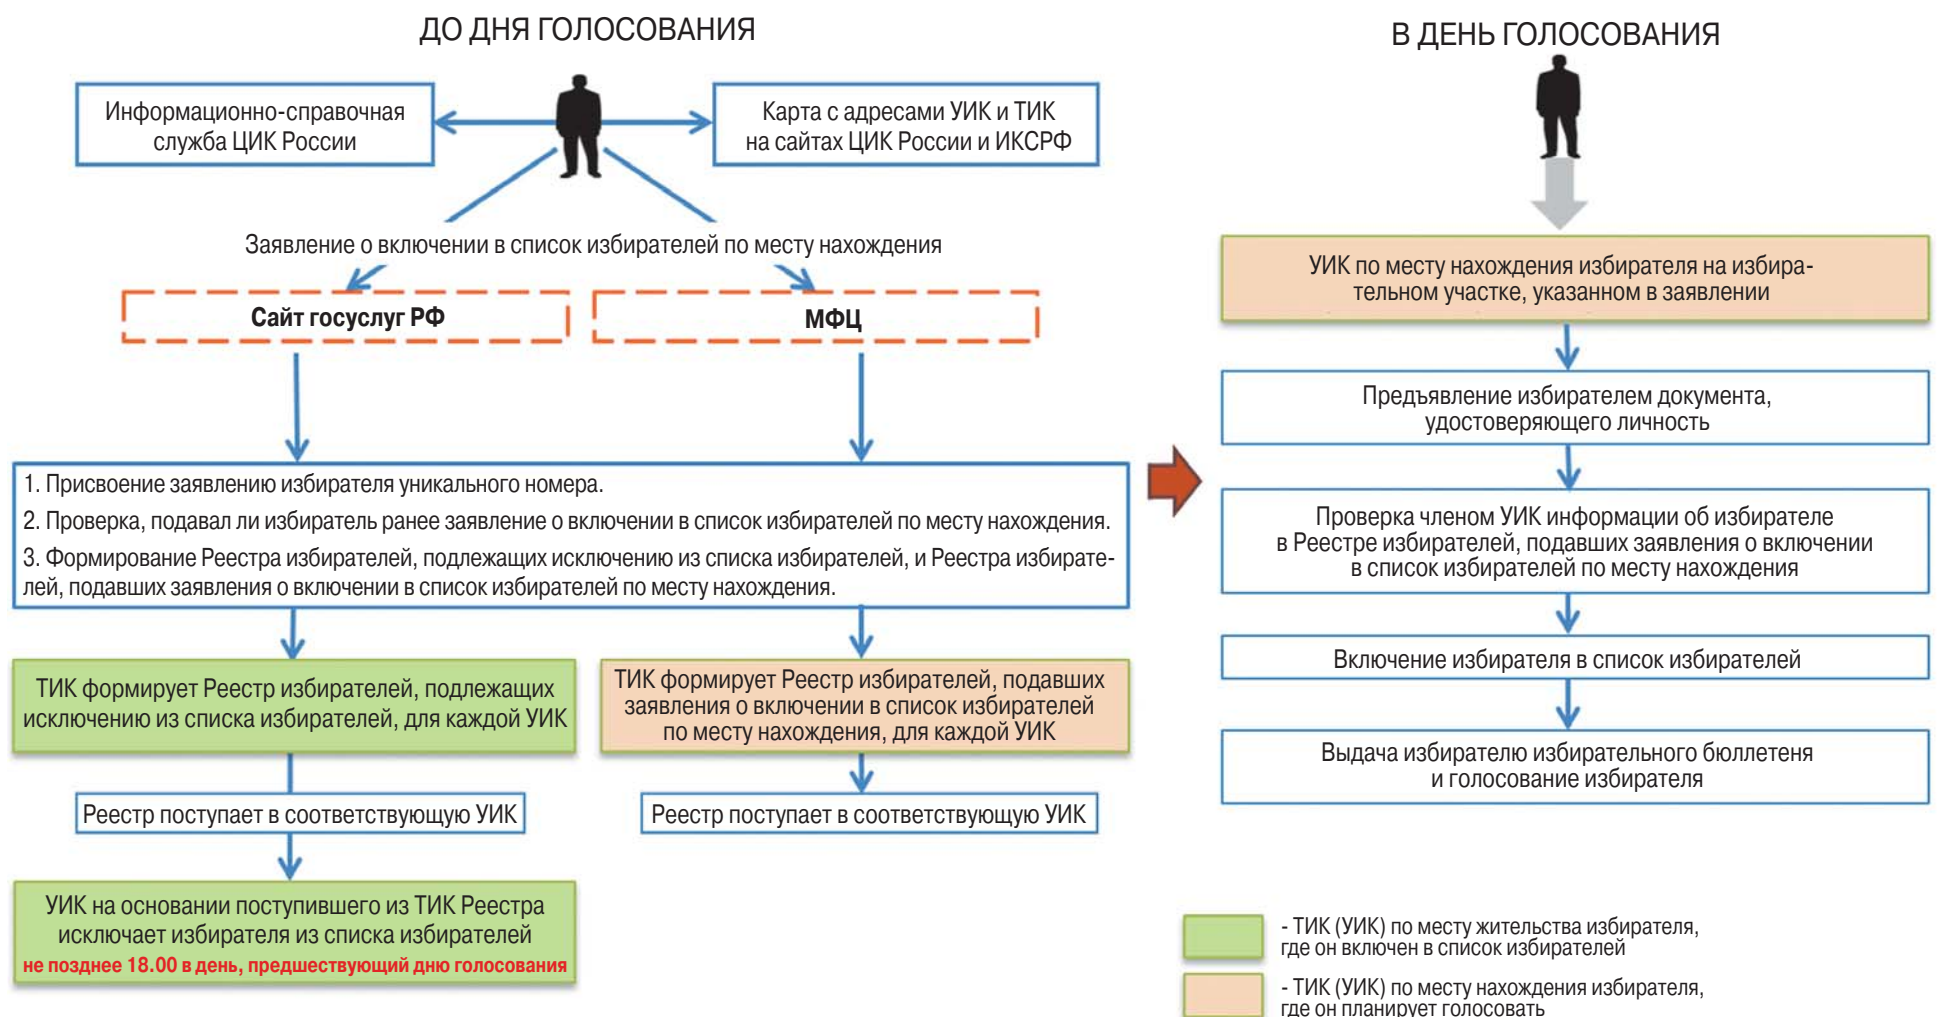 ДО ДНЯ ГОЛОСОВАНИЯ
Информационно-справочная
служба ЦИК России
Карта с адресами УИК и ТИК
на сайтах ЦИК России и ИКСРФ
Заявление о включении в список избирателей по месту нахождения
Сайт госуслуг РФ
МФЦ
1. Присвоение заявлению избирателя уникального номера.
2. Проверка, подавал ли избиратель ранее заявление о включении в список избирателей по месту нахождения.
3. Формирование Реестра избирателей, подлежащих исключению из списка избирателей, и Реестра избирате-
лей, подавших заявления о включении в список избирателей по месту нахождения.
ТИК формирует Реестр избирателей, подлежащих
исключению из списка избирателей, для каждой УИК
ТИК формирует Реестр избирателей, подавших
заявления о включении в список избирателей
по месту нахождения, для каждой УИК
Реестр поступает в соответствующую УИК
Реестр поступает в соответствующую УИК
УИК на основании поступившего из ТИК Реестра
исключает избирателя из списка избирателей
не позднее 18.00 в день, предшествующий дню голосования
В ДЕНЬ ГОЛОСОВАНИЯ
УИК по месту нахождения избирателя на избира-
тельном участке, указанном в заявлении
Предъявление избирателем документа,
удостоверяющего личность
Проверка членом УИК информации об избирателе
в Реестре избирателей, подавших заявления о включении
в список избирателей по месту нахождения
Включение избирателя в список избирателей
Выдача избирателю избирательного бюллетеня
и голосование избирателя
- ТИК (УИК) по месту жительства избирателя,
где он включен в список избирателей
- ТИК (УИК) по месту нахождения избирателя,
где он планирует голосовать